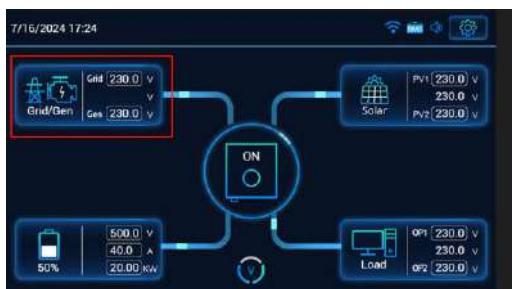 7/16/2024 17:24
BMS
Grid 230.0 V
V
Grid/Gen
Gen 230.0 V
PV1 230.0 V
230.0 V
Solar
PV2 230.0 V
ON
500.0 V
40.0 A
50%
20.00 KW
V
OP1 230.0 V
230.0 V
Load
OP2 230.0 V